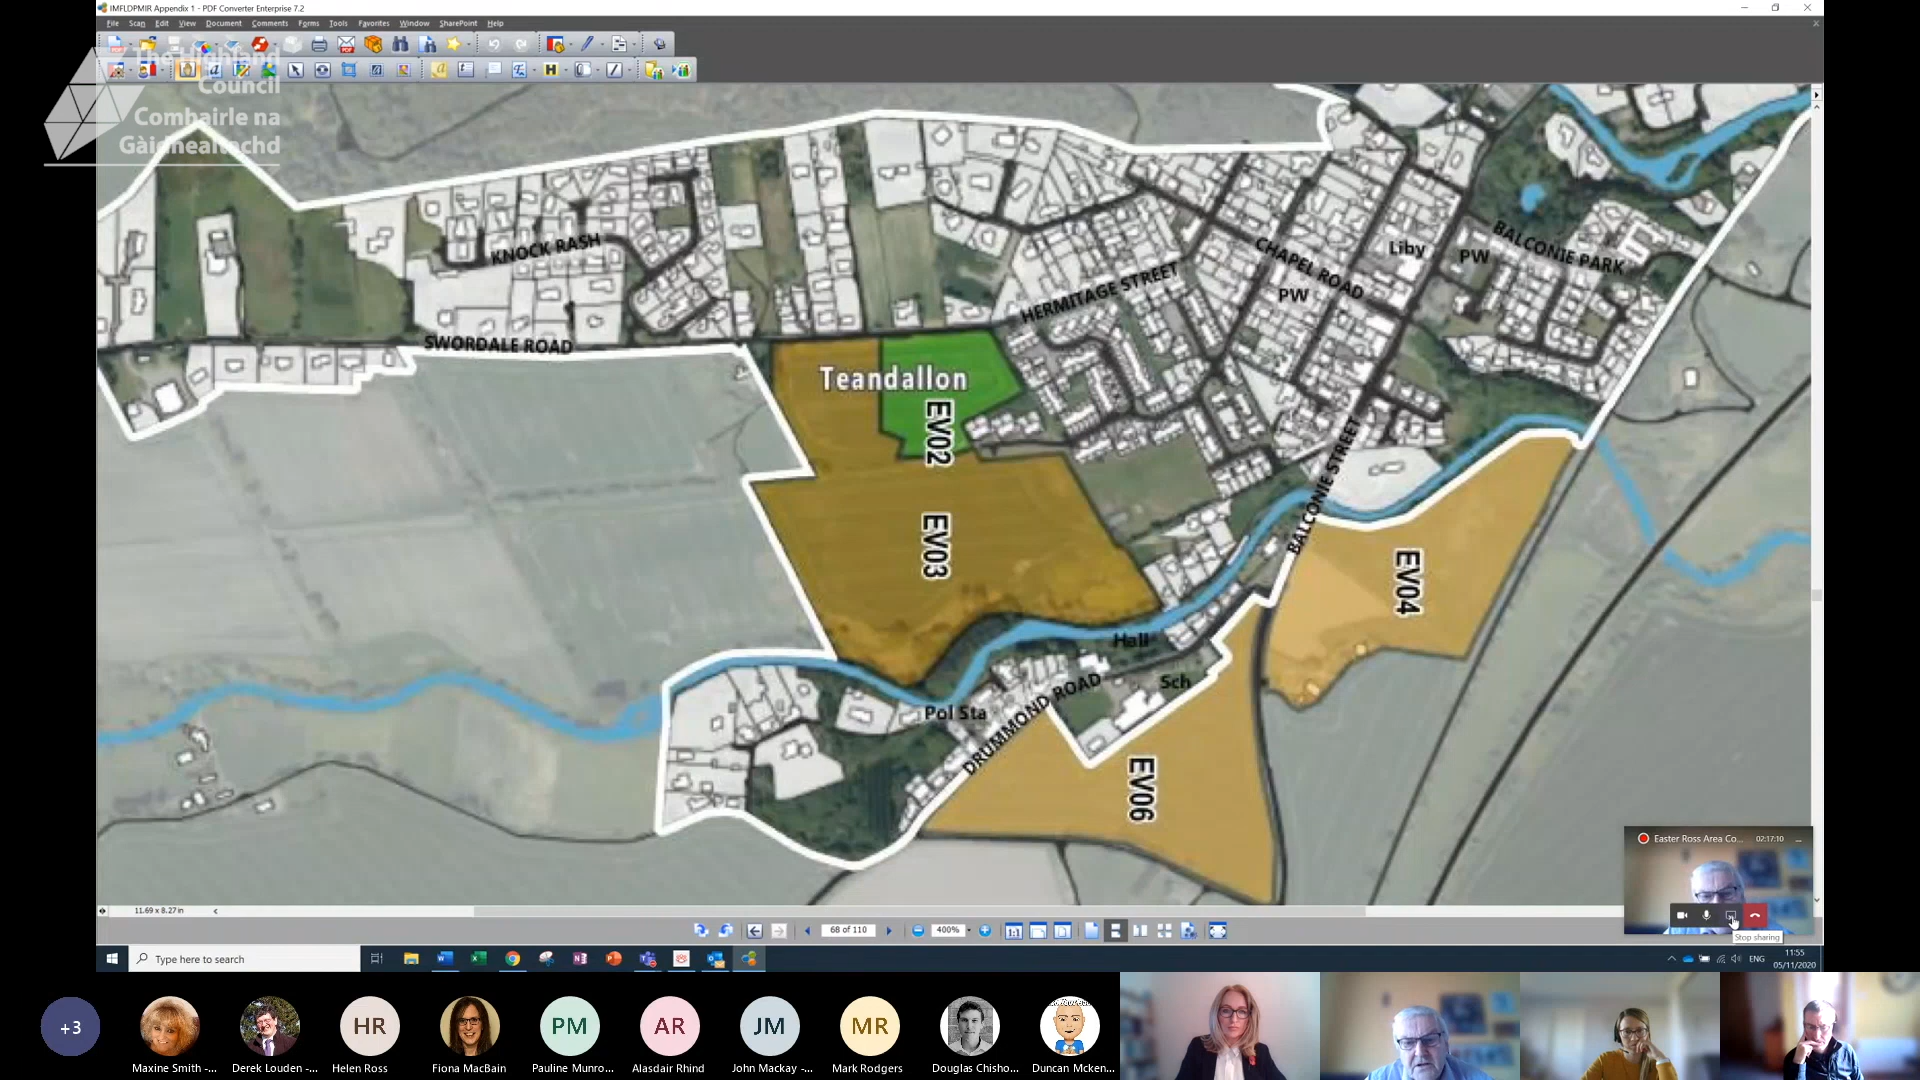 IMFLDPMIR Appendix 1 - PDF Converter Enterprise 7.2
File Scan Edit View Document Comments Forms Tools Favorites Window SharePoint Help
The Highland
Council
Comhairle na
Gàidhealtachd
KNOCK RASH
SWORDALE ROAD
HERMITAGE STREET
CHAPEL ROAD
PW
Liby
PW
BALCONIE PARK
Teandallon
EV02
EV03
BALCONIE STREET
EV04
Hall
Sch
Pol Sta
DRUMMOND ROAD
EV06
Easter Ross Area Co... 02:17:10
Stop sharing
11.69 x 8.27 in
68 of 110
400%
Type here to search
ENG
11:55
05/11/2020
+3
HR
PM
AR
JM
MR
Maxine Smith -...
Derek Louden -...
Helen Ross
Fiona MacBain
Pauline Munro...
Alasdair Rhind
John Mackay -...
Mark Rodgers
Douglas Chisho...
Duncan Mcken...